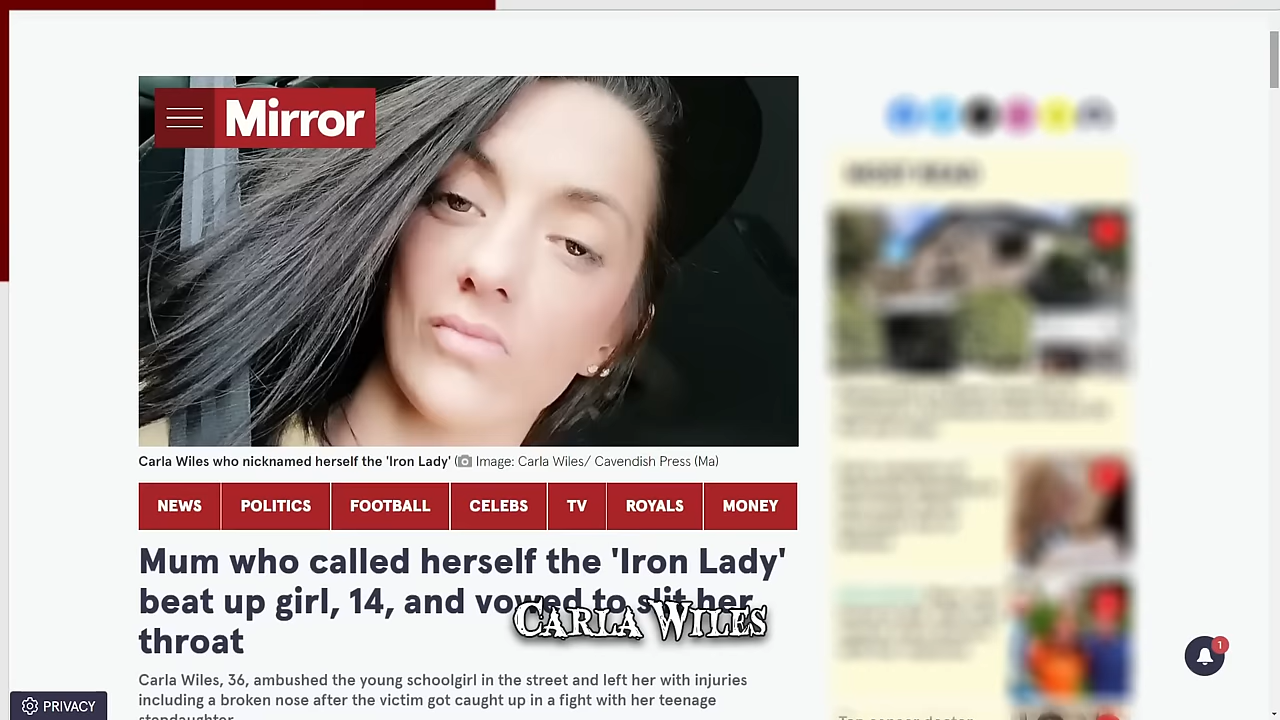 Mirror
Carla Wiles who nicknamed herself the 'Iron Lady' (Image: Carla Wiles/ Cavendish Press (Ma)
NEWS POLITICS FOOTBALL CELEBS TV ROYALS MONEY
Mum who called herself the 'Iron Lady'
beat up girl, 14, and vowed to slit her
throat
CARLA WILES
Carla Wiles, 36, ambushed the young schoolgirl in the street and left her with injuries
including a broken nose after the victim got caught up in a fight with her teenage
stepdaughter
1
PRIVACY